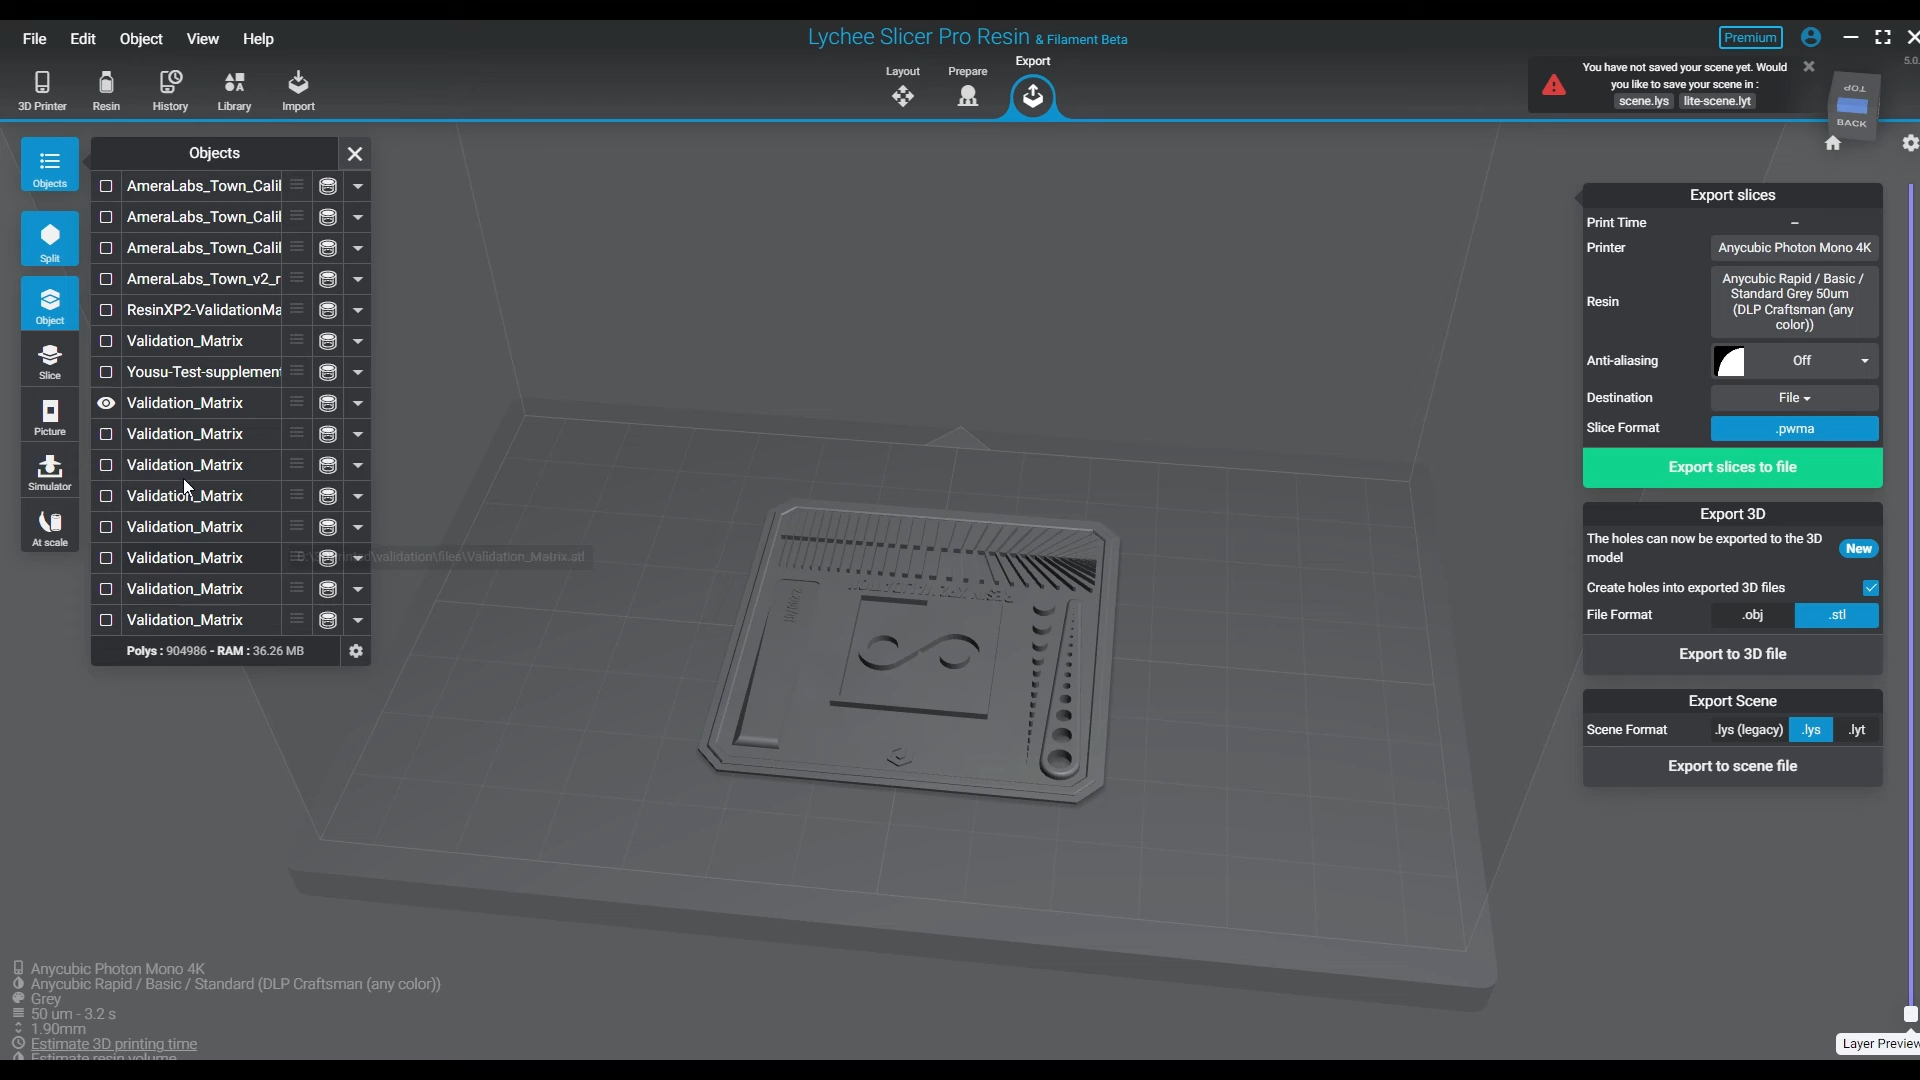 File Edit Object View Help
Lychee Slicer Pro Resin & Filament Beta
Premium
3D Printer Resin History Library Import
Layout Prepare Export
You have not saved your scene yet. Would
you like to save your scene in :
scene.lys lite-scene.lyt
5.0.
TOP
BACK
Objects
Objects
Split
Object
Slice
Picture
Simulator
At scale
AmeraLabs_Town_Calil
AmeraLabs_Town_Calil
AmeraLabs_Town_Calil
AmeraLabs_Town_v2_r
ResinXP2-ValidationMa
Validation_Matrix
Yousu-Test-supplement
Validation_Matrix
Validation_Matrix
Validation_Matrix
Validation_Matrix
Validation_Matrix
Validation_Matrix
Validation_Matrix
Validation_Matrix
Polys : 904986 - RAM : 36.26 MB
Export slices
Print Time –
Printer Anycubic Photon Mono 4K
Resin Anycubic Rapid / Basic /
Standard Grey 50um
(DLP Craftsman (any
color))
Anti-aliasing Off
Destination File
Slice Format .pwma
Export slices to file
Export 3D
The holes can now be exported to the 3D
model
New
Create holes into exported 3D files
File Format .obj .stl
Export to 3D file
Export Scene
Scene Format .lys (legacy) .lys .lyt
Export to scene file
Anycubic Photon Mono 4K
Anycubic Rapid / Basic / Standard (DLP Craftsman (any color))
Grey
50 um - 3.2 s
1.90mm
Estimate 3D printing time
Estimate resin volume
Layer Preview